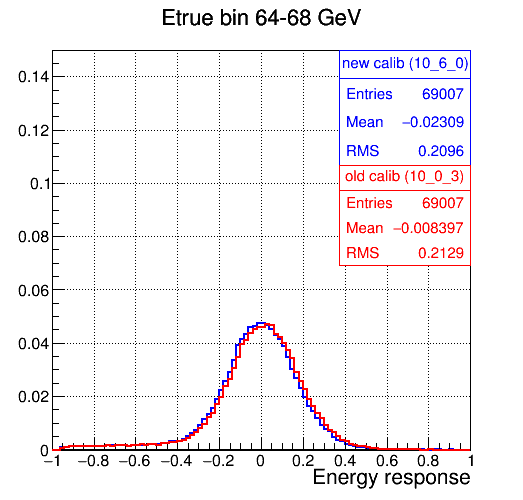 Etrue bin 64-68 GeV
new calib (10_6_0)
Entries 69007
Mean −0.02309
RMS 0.2096
old calib (10_0_3)
Entries 69007
Mean −0.008397
RMS 0.2129
0.14
0.12
0.1
0.08
0.06
0.04
0.02
0
−1 −0.8 −0.6 −0.4 −0.2 0 0.2 0.4 0.6 0.8 1
Energy response